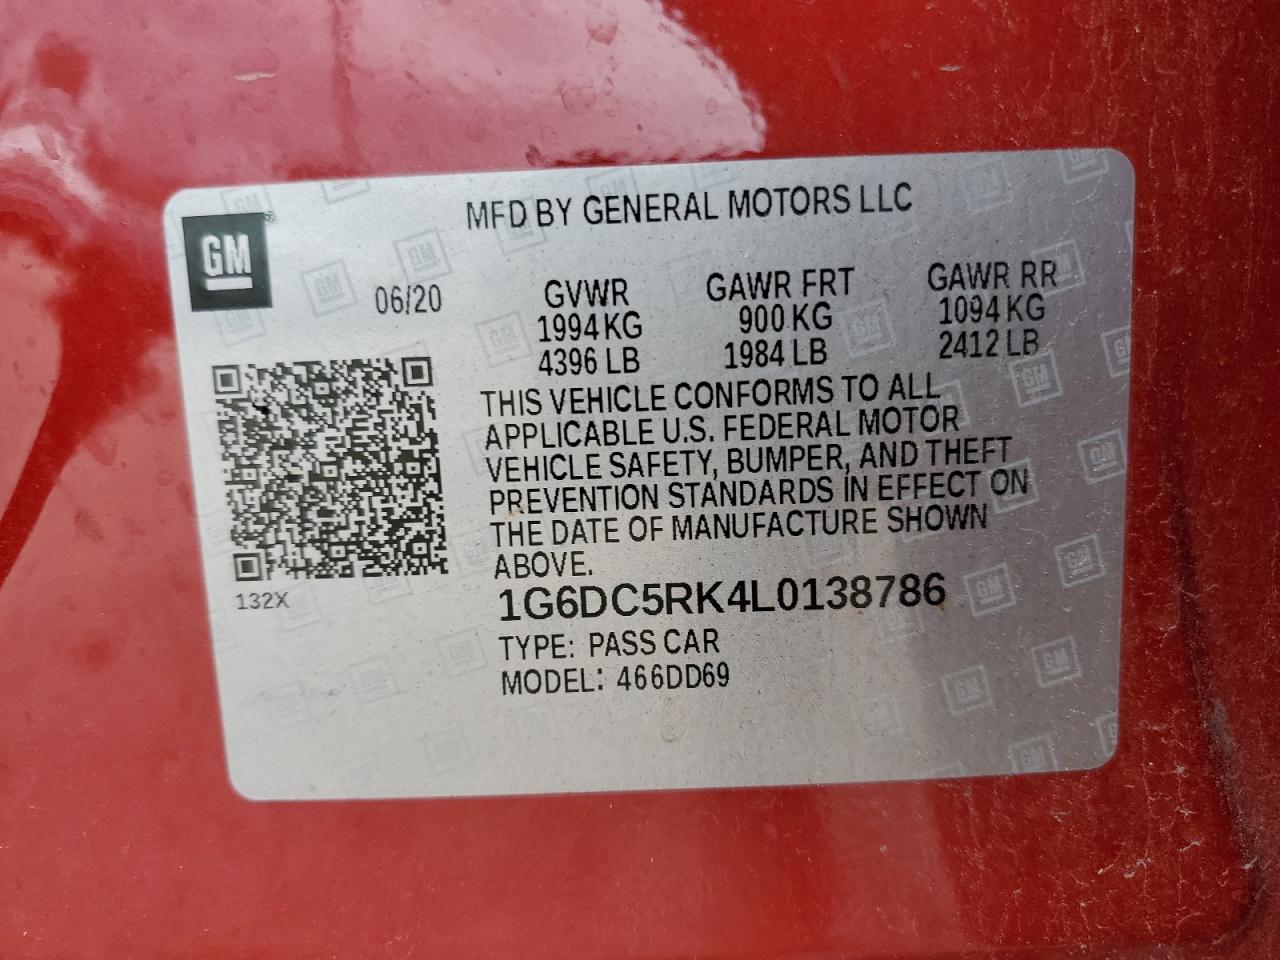 MFD BY GENERAL MOTORS LLC
GM®
06/20
GVWR GAWR FRT GAWR RR
1994 KG 900 KG 1094 KG
4396 LB 1984 LB 2412 LB
THIS VEHICLE CONFORMS TO ALL
APPLICABLE U.S. FEDERAL MOTOR
VEHICLE SAFETY, BUMPER, AND THEFT
PREVENTION STANDARDS IN EFFECT ON
THE DATE OF MANUFACTURE SHOWN
ABOVE.
1G6DC5RK4L0138786
132X
TYPE: PASS CAR
MODEL: 466DD69